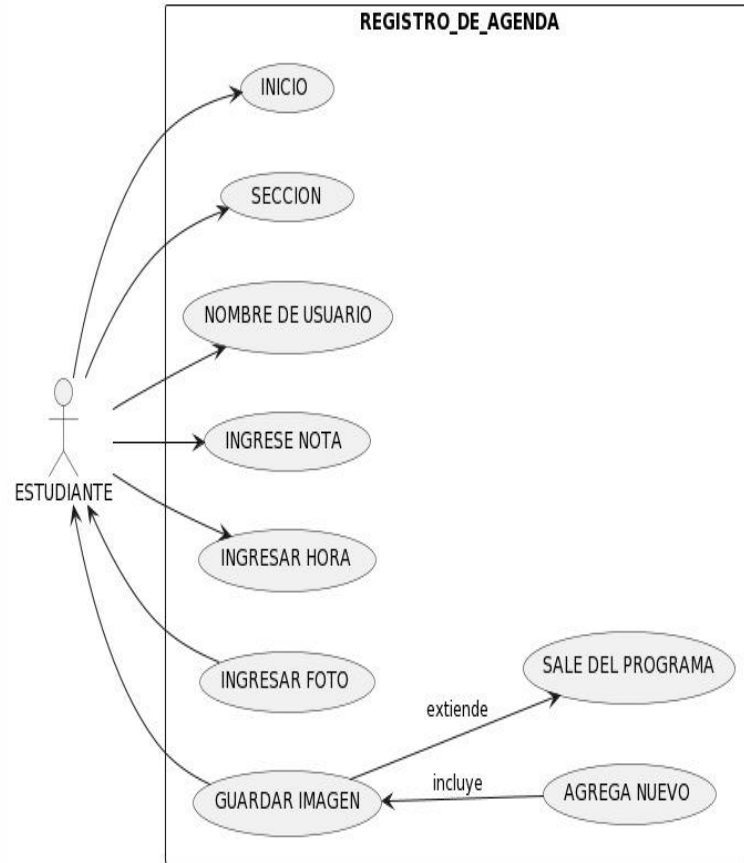 REGISTRO_DE_AGENDA
INICIO
SECCION
NOMBRE DE USUARIO
INGRESE NOTA
ESTUDIANTE
INGRESAR HORA
INGRESAR FOTO
SALE DEL PROGRAMA
extiende
GUARDAR IMAGEN
incluye
AGREGA NUEVO